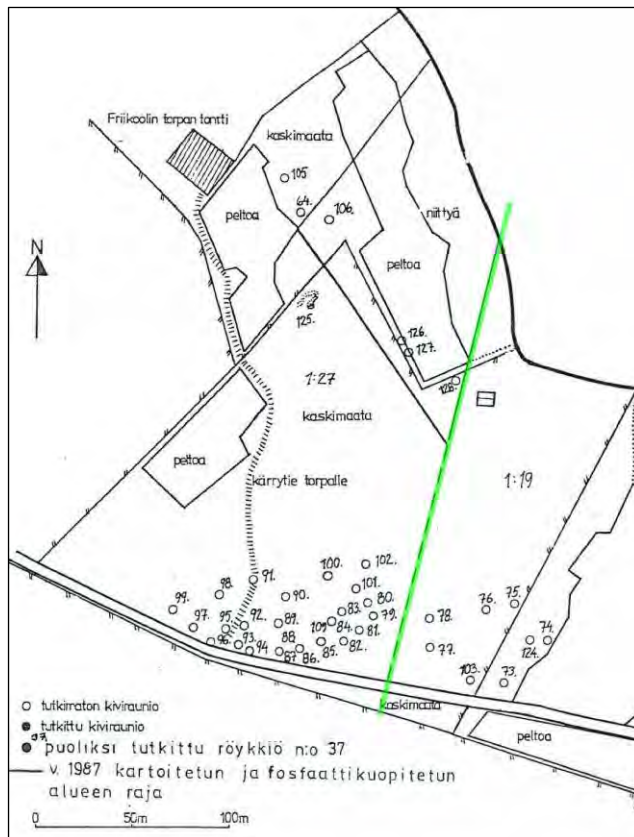 Friikoolin torpan tontti
kaskimaata
105.
64.
106.
peltoa
niittyä
N
peltoa
125.
126.
127.
128.
1:27
kaskimaata
peltoa
kärrytie torpalle
1:19
100.
102.
91.
101.
98.
90.
80.
76.
75.
99.
83.
79.
78.
97.
95.
92.
89.
109
84.
81.
74.
96.
93.
88
85.
82.
77.
124.
94
87
86.
103.
73.
kaskimaata
peltoa
tutkimaton kiviraunio
tutkittu kiviraunio
37.
puoliksi tutkittu röykkiö n:o 37
v. 1987 kartoitetun ja fosfaattikuopitetun
alueen raja
0 50m 100m